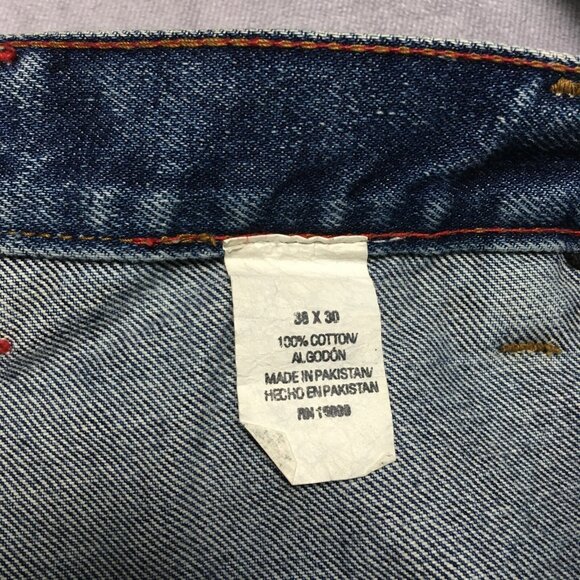 38 X 30
100% COTTON/
ALGODÓN
MADE IN PAKISTAN/
HECHO EN PAKISTAN
RN